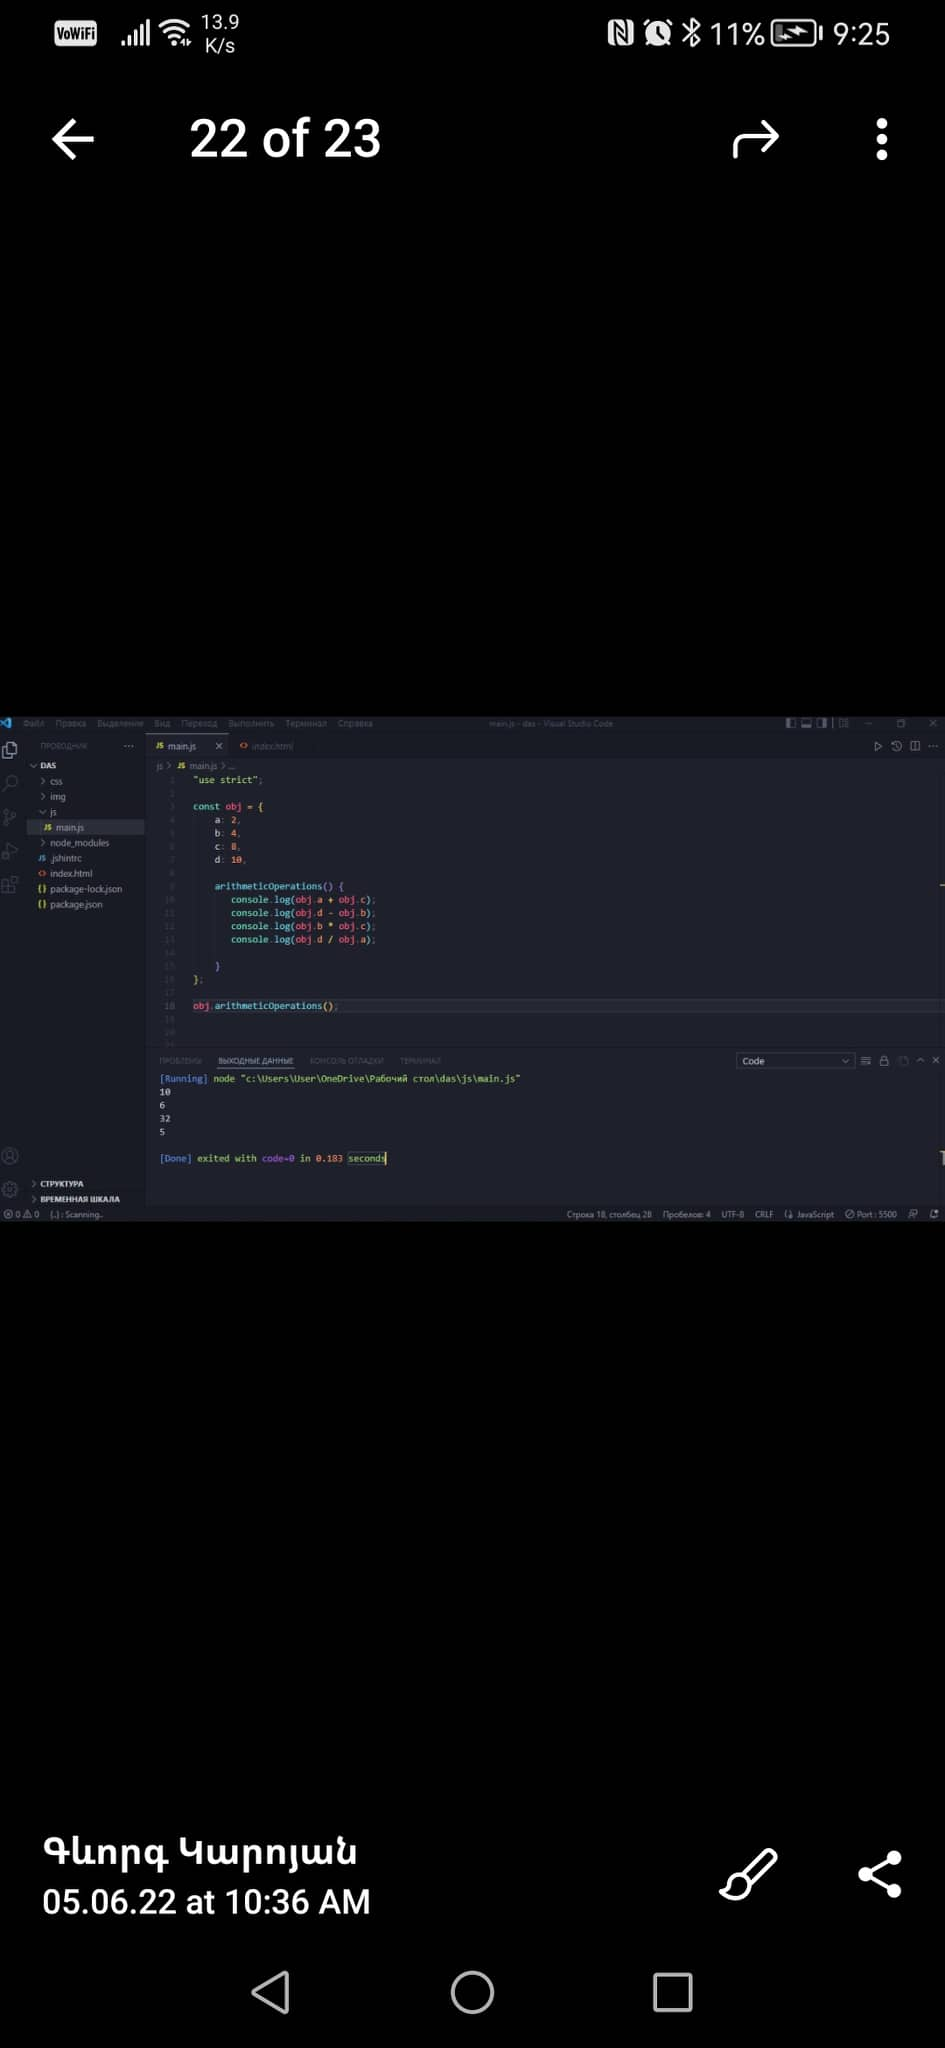 VoWiFi 13.9 K/s 11% 9:25
22 of 23
Файл Правка Выделение Вид Переход Выполнить Терминал Справка main.js - das - Visual Studio Code
ПРОВОДНИК ... JS main.js × <> index.html
DAS
js > JS main.js > ...
css
img
js
JS main.js
node_modules
JS .jshintrc
<> index.html
{} package-lock.json
{} package.json
1 "use strict";
2
3 const obj = {
4 a: 2,
5 b: 4,
6 c: 8,
7 d: 10,
8
9 arithmeticOperations() {
10 console.log(obj.a + obj.c);
11 console.log(obj.d - obj.b);
12 console.log(obj.b * obj.c);
13 console.log(obj.d / obj.a);
14
15 }
16 };
17
18 obj.arithmeticOperations();
19
20
ПРОБЛЕМЫ ВЫХОДНЫЕ ДАННЫЕ КОНСОЛЬ ОТЛАДКИ ТЕРМИНАЛ Code
[Running] node "c:\Users\User\OneDrive\Рабочий стол\das\js\main.js"
10
6
32
5
[Done] exited with code=0 in 0.183 seconds
СТРУКТУРА
ВРЕМЕННАЯ ШКАЛА
0 0 {..} : Scanning.. Строка 18, столбец 28 Пробелов: 4 UTF-8 CRLF JavaScript Port : 5500
Գևորգ Կարոյան
05.06.22 at 10:36 AM